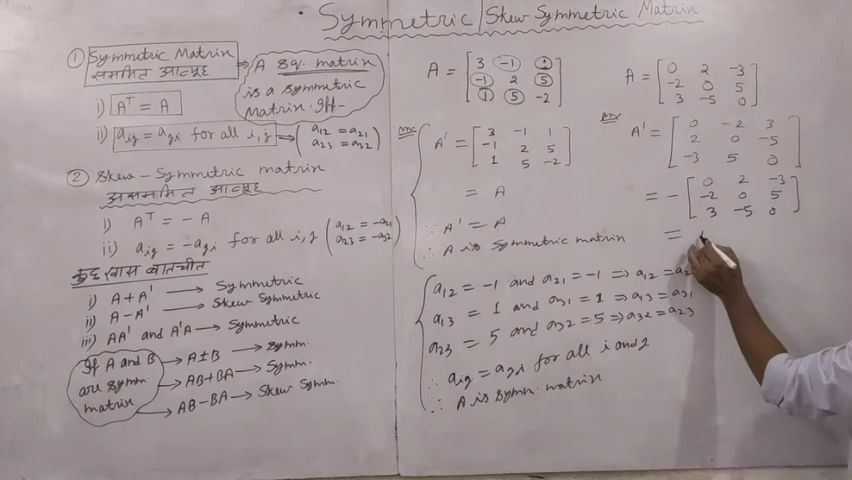 Symmetric | Skew Symmetric Matrix
① Symmetric Matrix
सममित आव्यूह
A sq. matrix
is a symmetric
Matrix. Iff-
i) Aᵀ = A
ii) aij = aji for all i, j → (a12 = a21
a23 = a32)
② Skew-Symmetric matrix
i) Aᵀ = -A
ii) aij = -aji for all i, j (a12 = -a21
a23 = -a32)
कुछ खास बातचीत
i) A+A' → Symmetric
ii) A-A' → Skew Symmetric
iii) AA' and A'A → Symmetric
If A and B
are symm.
matrix
→ A±B → Symm.
→ AB+BA → Symm.
→ AB-BA → Skew Symm.
A = [3 -1 1
-1 2 5
1 5 -2]
A' = [3 -1 1
-1 2 5
1 5 -2]
= A
∵ A' = A
∴ A is Symmetric matrix
a12 = -1 and a21 = -1 ⇒ a12 = a2
a13 = 1 and a31 = 1 ⇒ a13 = a31
a23 = 5 and a32 = 5 ⇒ a32 = a23
∴ aij = aji for all i and j
∴ A is symm. matrix
A = [0 2 -3
-2 0 5
3 -5 0]
A' = [0 -2 3
2 0 -5
-3 5 0]
= - [0 2 -3
-2 0 5
3 -5 0]
=